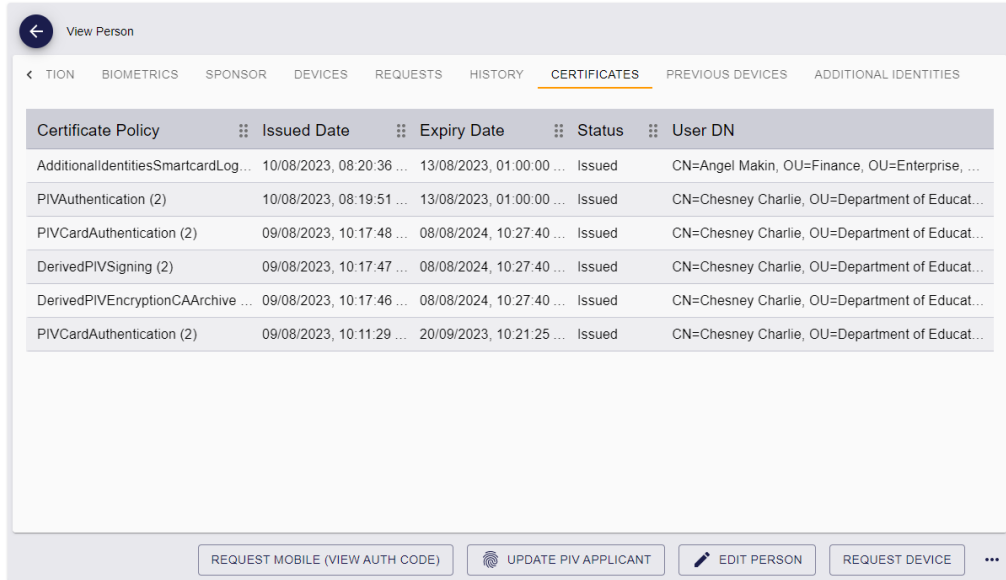 View Person
TION BIOMETRICS SPONSOR DEVICES REQUESTS HISTORY CERTIFICATES PREVIOUS DEVICES ADDITIONAL IDENTITIES
Certificate Policy Issued Date Expiry Date Status User DN
AdditionalIdentitiesSmartcardLog... 10/08/2023, 08:20:36 ... 13/08/2023, 01:00:00 ... Issued CN=Angel Makin, OU=Finance, OU=Enterprise, ...
PIVAuthentication (2) 10/08/2023, 08:19:51 ... 13/08/2023, 01:00:00 ... Issued CN=Chesney Charlie, OU=Department of Educat...
PIVCardAuthentication (2) 09/08/2023, 10:17:48 ... 08/08/2024, 10:27:40 ... Issued CN=Chesney Charlie, OU=Department of Educat...
DerivedPIVSigning (2) 09/08/2023, 10:17:47 ... 08/08/2024, 10:27:40 ... Issued CN=Chesney Charlie, OU=Department of Educat...
DerivedPIVEncryptionCAArchive ... 09/08/2023, 10:17:46 ... 08/08/2024, 10:27:40 ... Issued CN=Chesney Charlie, OU=Department of Educat...
PIVCardAuthentication (2) 09/08/2023, 10:11:29 ... 20/09/2023, 10:21:25 ... Issued CN=Chesney Charlie, OU=Department of Educat...
REQUEST MOBILE (VIEW AUTH CODE) UPDATE PIV APPLICANT EDIT PERSON REQUEST DEVICE